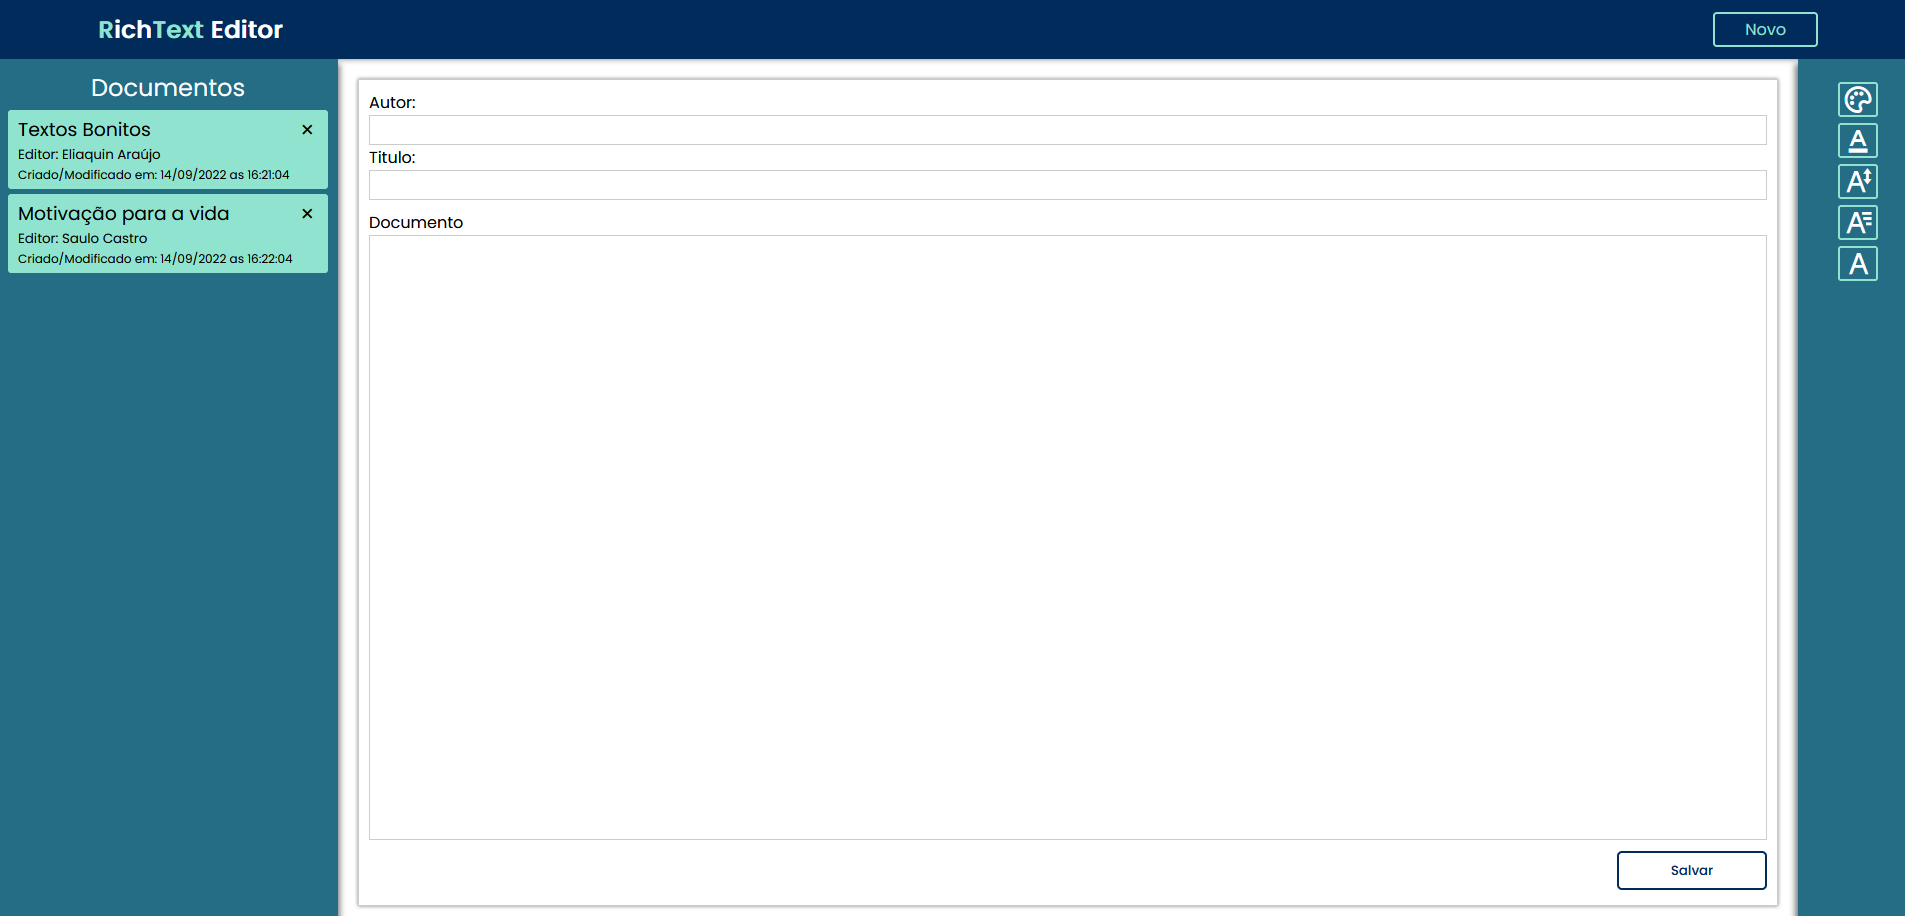 RichText Editor
Novo
Documentos
Textos Bonitos
Editor: Eliaquin Araújo
Criado/Modificado em: 14/09/2022 as 16:21:04
Motivação para a vida
Editor: Saulo Castro
Criado/Modificado em: 14/09/2022 as 16:22:04
Autor:
Titulo:
Documento
Salvar
A
A
A
A